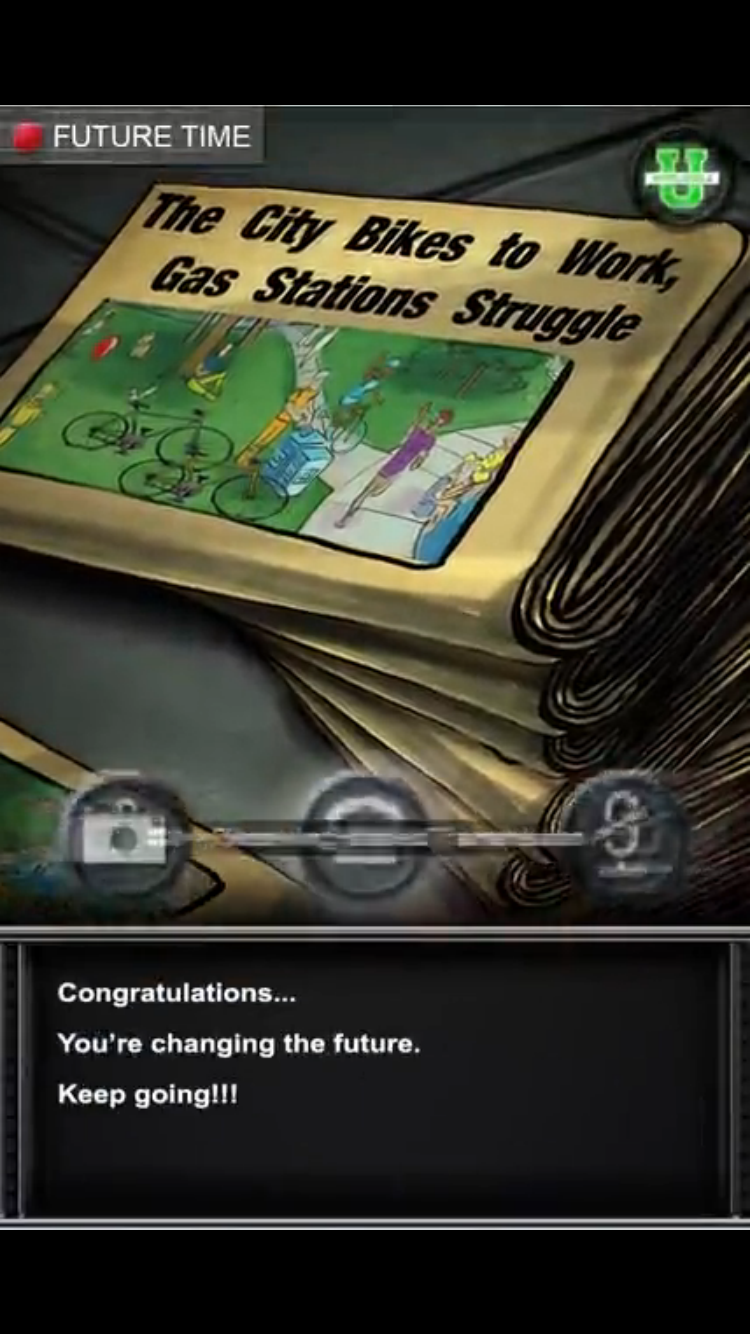 FUTURE TIME
U
The City Bikes to Work,
Gas Stations Struggle
Congratulations...
You're changing the future.
Keep going!!!